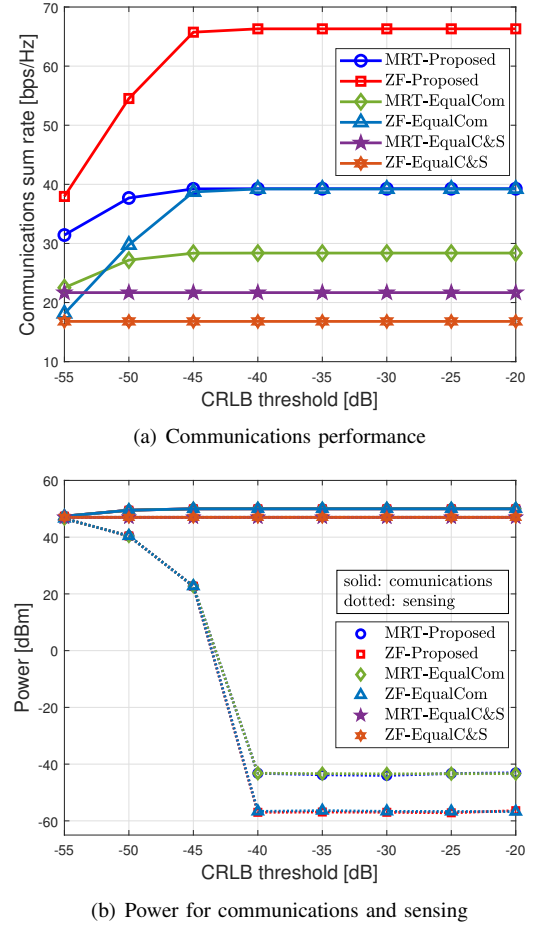 70
60
50
40
30
20
10
Communications sum rate [bps/Hz]
MRT-Proposed
ZF-Proposed
MRT-EqualCom
ZF-EqualCom
MRT-EqualC&S
ZF-EqualC&S
-55 -50 -45 -40 -35 -30 -25 -20
CRLB threshold [dB]
(a) Communications performance
60
40
20
0
-20
-40
-60
Power [dBm]
solid: comunications
dotted: sensing
MRT-Proposed
ZF-Proposed
MRT-EqualCom
ZF-EqualCom
MRT-EqualC&S
ZF-EqualC&S
-55 -50 -45 -40 -35 -30 -25 -20
CRLB threshold [dB]
(b) Power for communications and sensing